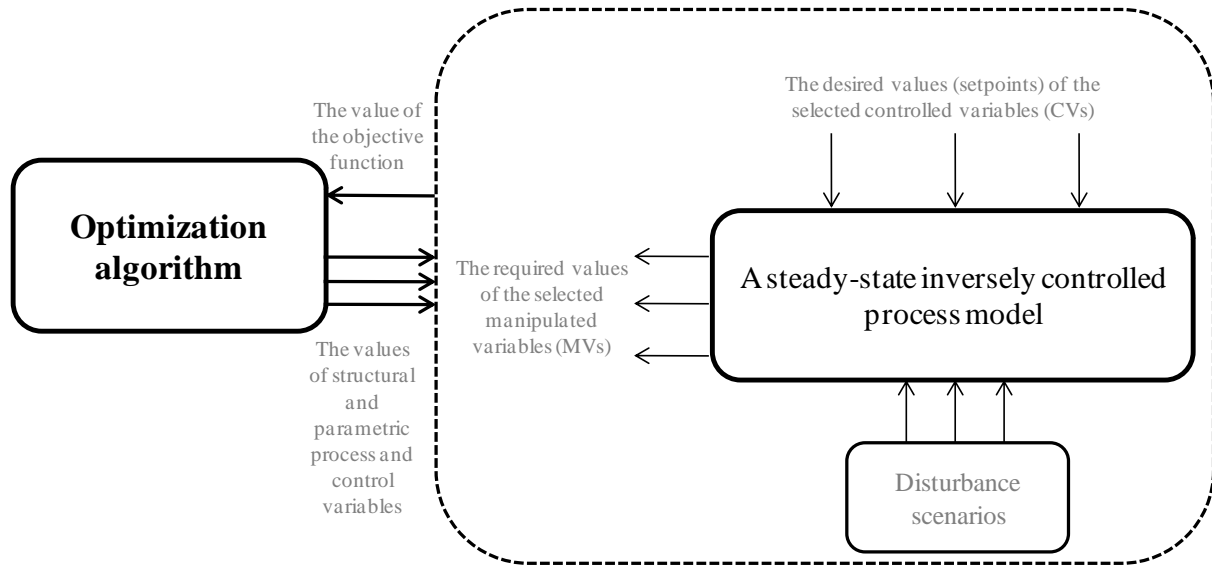 The value of
the objective
function
Optimization
algorithm
The values
of structural
and
parametric
process and
control
variables
The desired values (setpoints) of the
selected controlled variables (CVs)
The required values
of the selected
manipulated
variables (MVs)
A steady-state inversely controlled
process model
Disturbance
scenarios